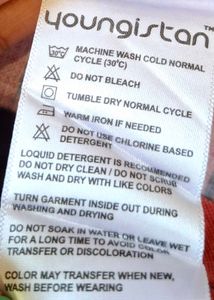 youngistan™
MACHINE WASH COLD NORMAL
CYCLE (30°C)
DO NOT BLEACH
TUMBLE DRY NORMAL CYCLE
WARM IRON IF NEEDED
DO NOT USE CHLORINE BASED
DETERGENT
LOQUID DETERGENT IS RECOMMENDED
DO NOT DRY CLEAN / DO NOT SCRUB
WASH AND DRY WITH LIKE COLORS
TURN GARMENT INSIDE OUT DURING
WASHING AND DRYING
DO NOT SOAK IN WATER OR LEAVE WET
FOR A LONG TIME TO AVOID COLOR
TRANSFER OR DISCOLORATION
COLOR MAY TRANSFER WHEN NEW,
WASH BEFORE WEARING